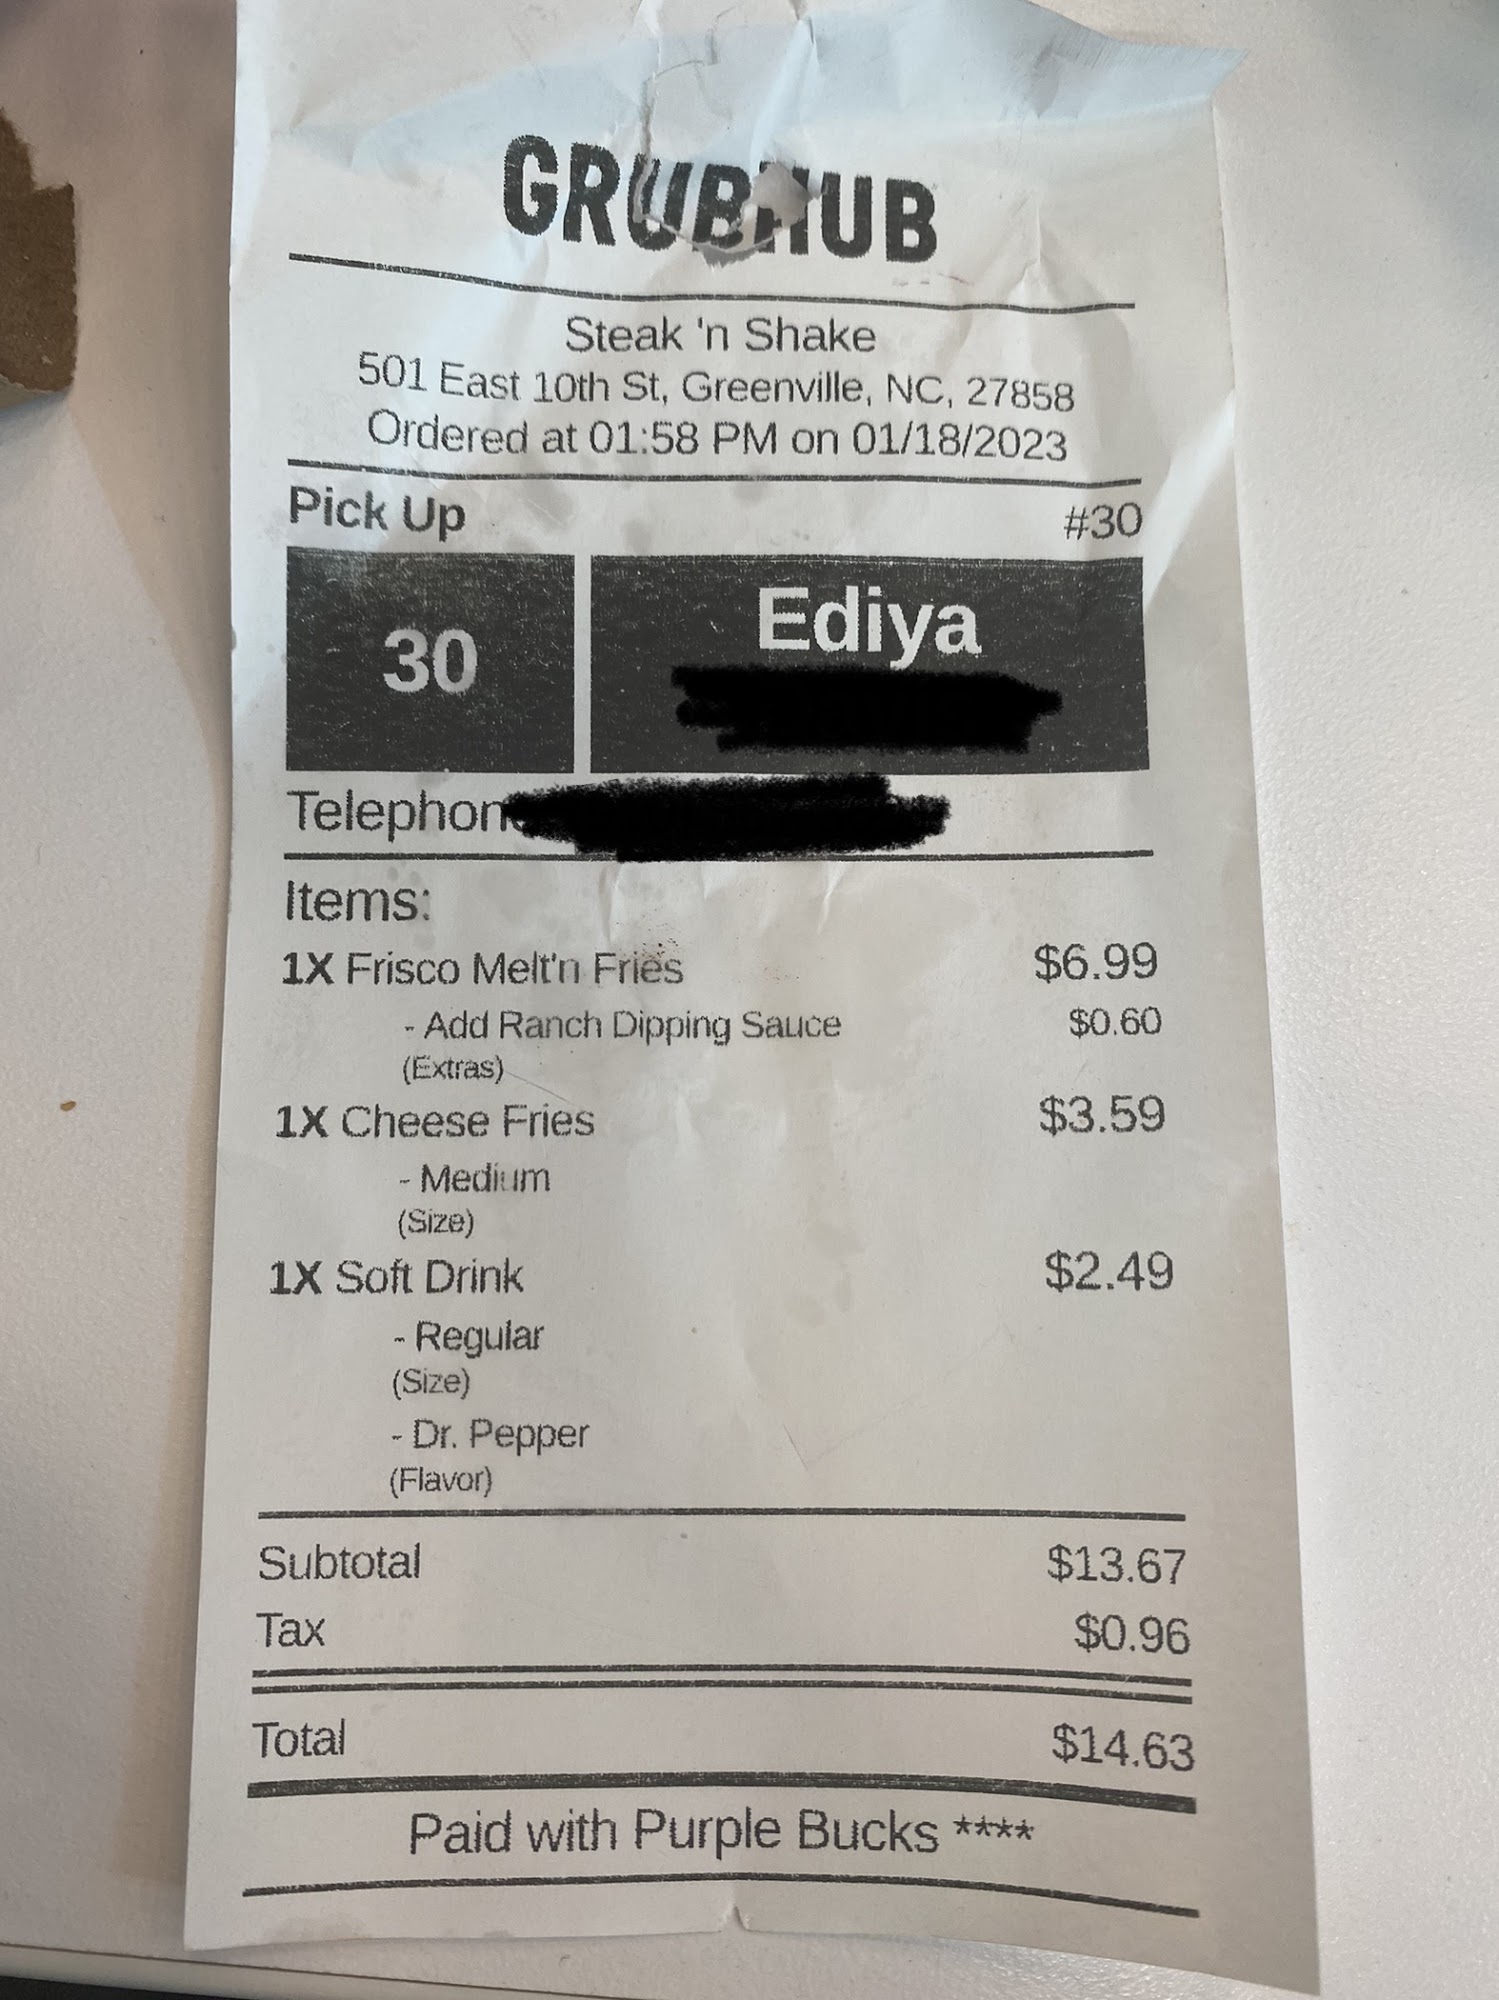 GRUBHUB
Steak 'n Shake
501 East 10th St, Greenville, NC, 27858
Ordered at 01:58 PM on 01/18/2023
Pick Up #30
30 Ediya
Telephone
Items:
1X Frisco Melt'n Fries $6.99
- Add Ranch Dipping Sauce $0.60
(Extras)
1X Cheese Fries $3.59
- Medium
(Size)
1X Soft Drink $2.49
- Regular
(Size)
- Dr. Pepper
(Flavor)
Subtotal $13.67
Tax $0.96
Total $14.63
Paid with Purple Bucks ****